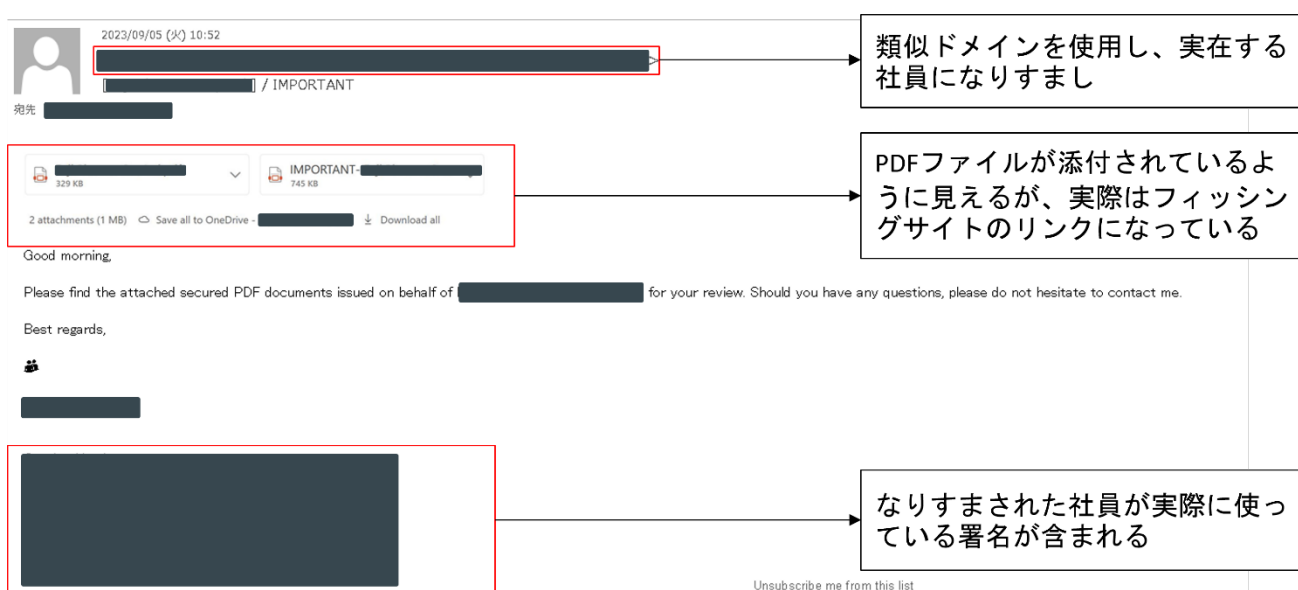 2023/09/05 (火) 10:52
/ IMPORTANT
宛先
329 KB
IMPORTANT-
745 KB
2 attachments (1 MB) Save all to OneDrive - Download all
Good morning,
Please find the attached secured PDF documents issued on behalf of for your review. Should you have any questions, please do not hesitate to contact me.
Best regards,
Unsubscribe me from this list
類似ドメインを使用し、実在する
社員になりすまし
PDFファイルが添付されているよ
うに見えるが、実際はフィッシン
グサイトのリンクになっている
なりすまされた社員が実際に使っ
ている署名が含まれる